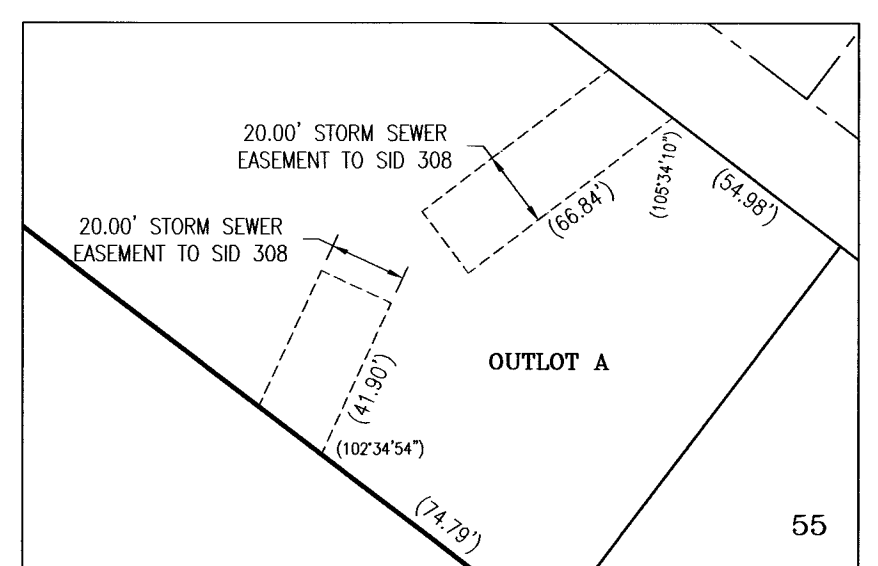 20.00' STORM SEWER
EASEMENT TO SID 308
20.00' STORM SEWER
EASEMENT TO SID 308
(66.84')
(105°34'10")
(54.98')
OUTLOT A
(41.90')
(102°34'54")
(74.79')
55